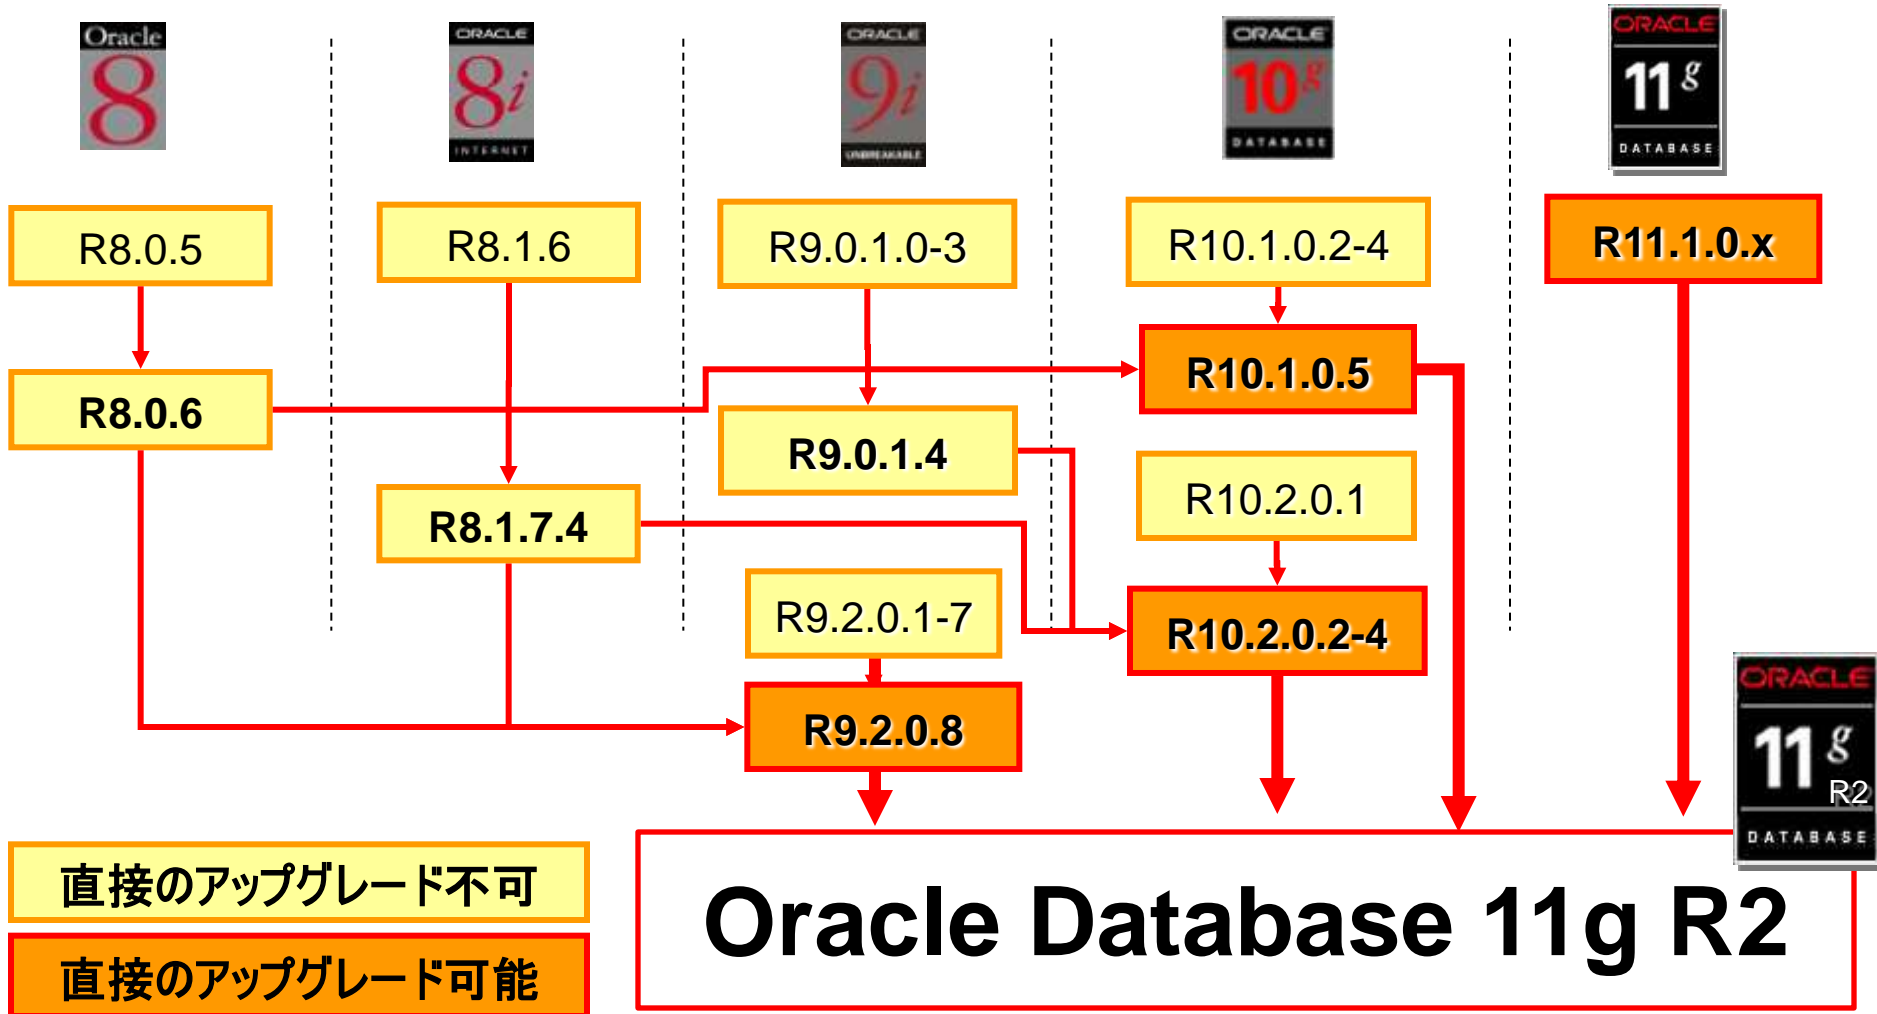 Oracle
8
ORACLE
8i
INTERNET
ORACLE
9i
UNBREAKABLE
ORACLE
10g
DATABASE
ORACLE
11g
DATABASE
R8.0.5
R8.1.6
R9.0.1.0-3
R10.1.0.2-4
R11.1.0.x
R8.0.6
R10.1.0.5
R9.0.1.4
R8.1.7.4
R10.2.0.1
R9.2.0.1-7
R10.2.0.2-4
R9.2.0.8
ORACLE
11g
R2
DATABASE
直接のアップグレード不可
直接のアップグレード可能
Oracle Database 11g R2